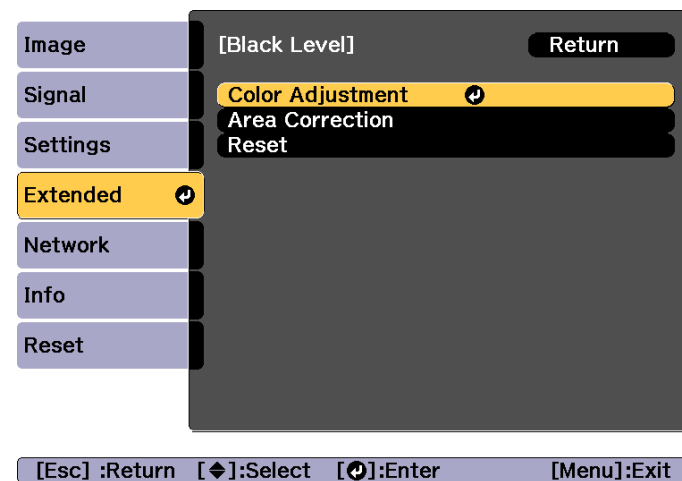 Image
Signal
Settings
Extended
Network
Info
Reset
[Black Level] Return
Color Adjustment
Area Correction
Reset
[Esc] :Return [◆]:Select [↵]:Enter [Menu]:Exit